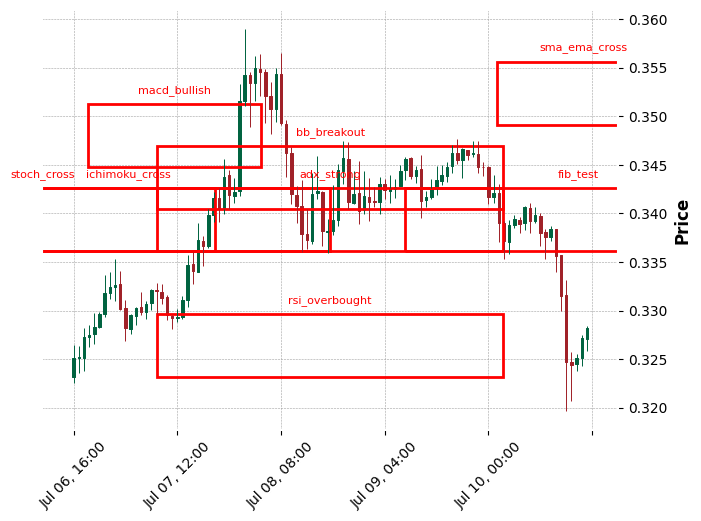 0.360
sma_ema_cross
0.355
macd_bullish
0.350
bb_breakout
0.345
stoch_cross ichimoku_cross adx_strong fib_test
0.340
Price
0.335
0.330
rsi_overbought
0.325
0.320
Jul 06, 16:00
Jul 07, 12:00
Jul 08, 08:00
Jul 09, 04:00
Jul 10, 00:00